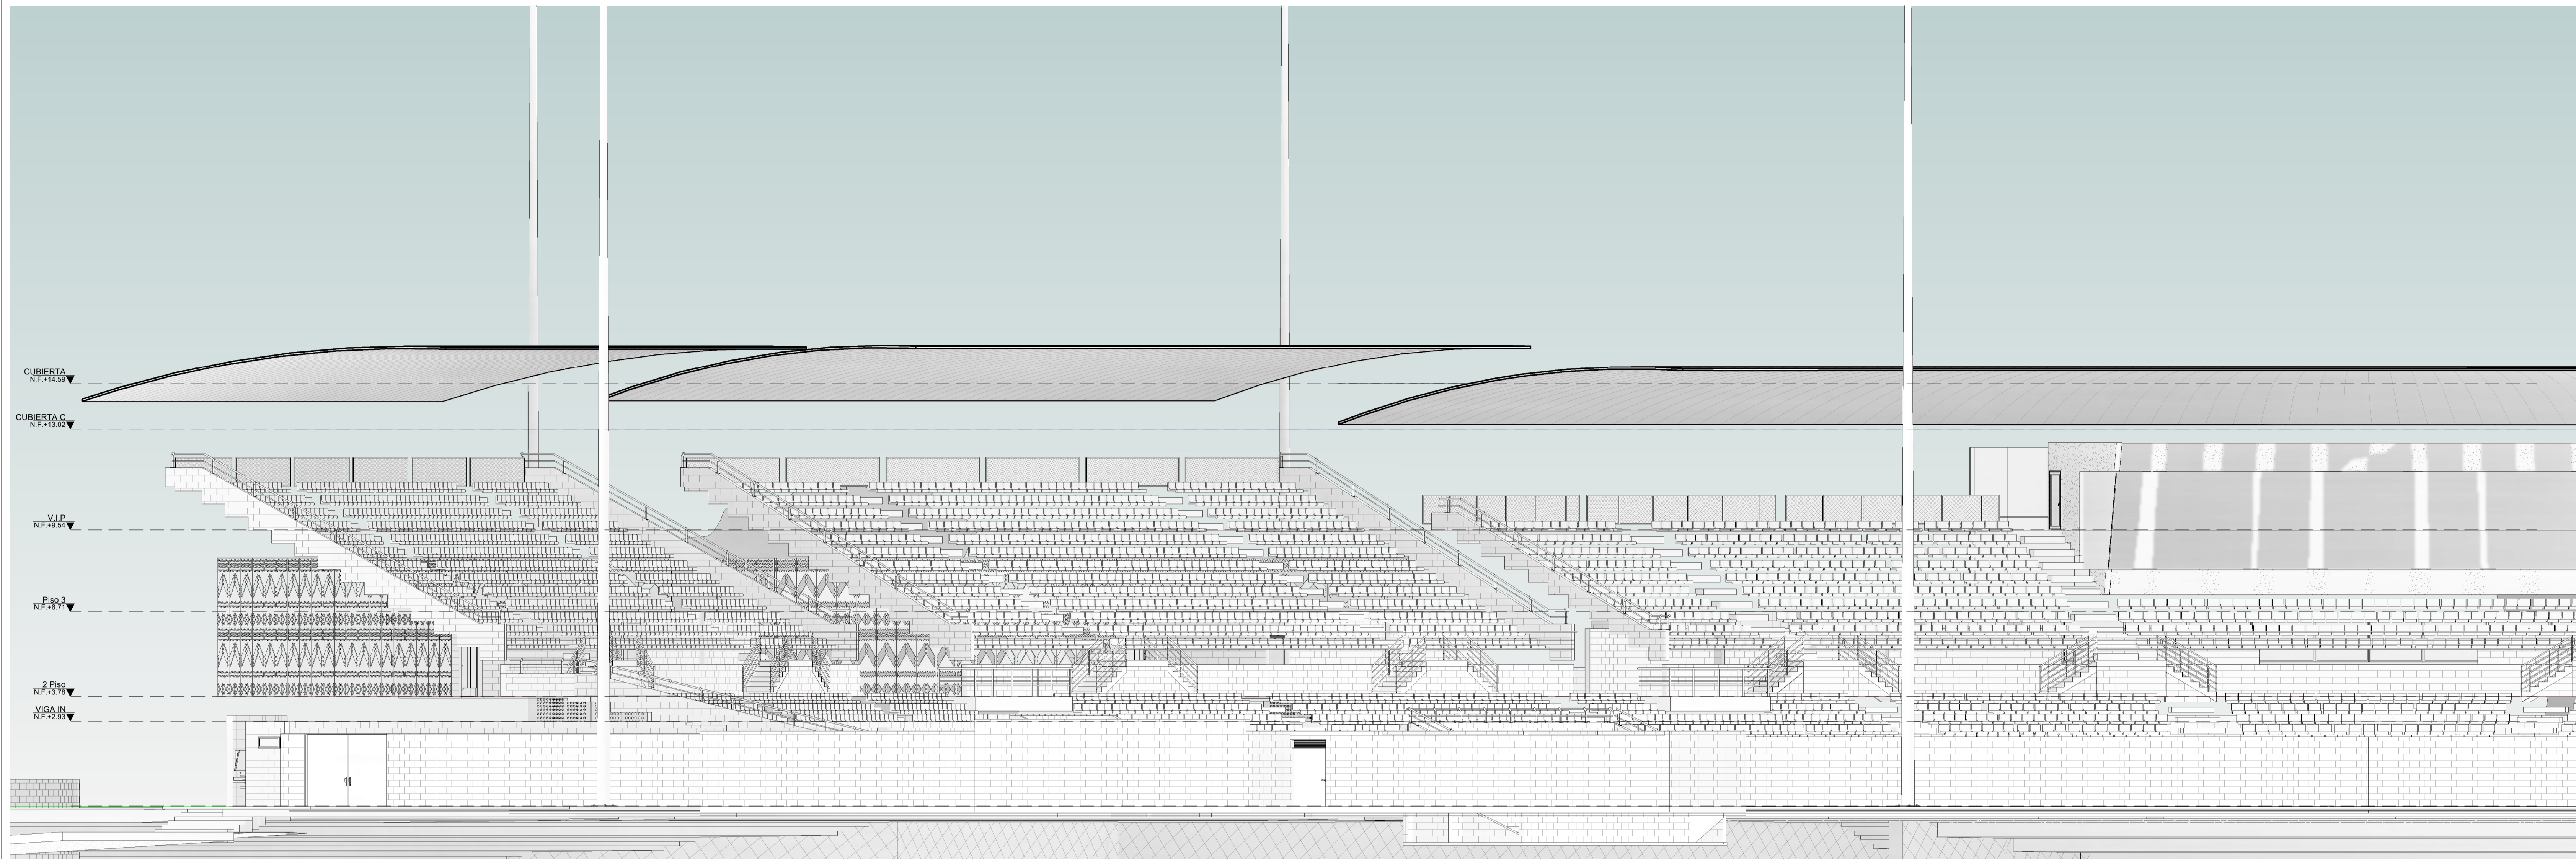 CUBIERTA
N.F.+14.59
CUBIERTA C
N.F.+13.02
V.I.P
N.F.+9.54
Piso 3
N.F.+6.71
2 Piso
N.F.+3.78
VIGA IN
N.F.+2.93